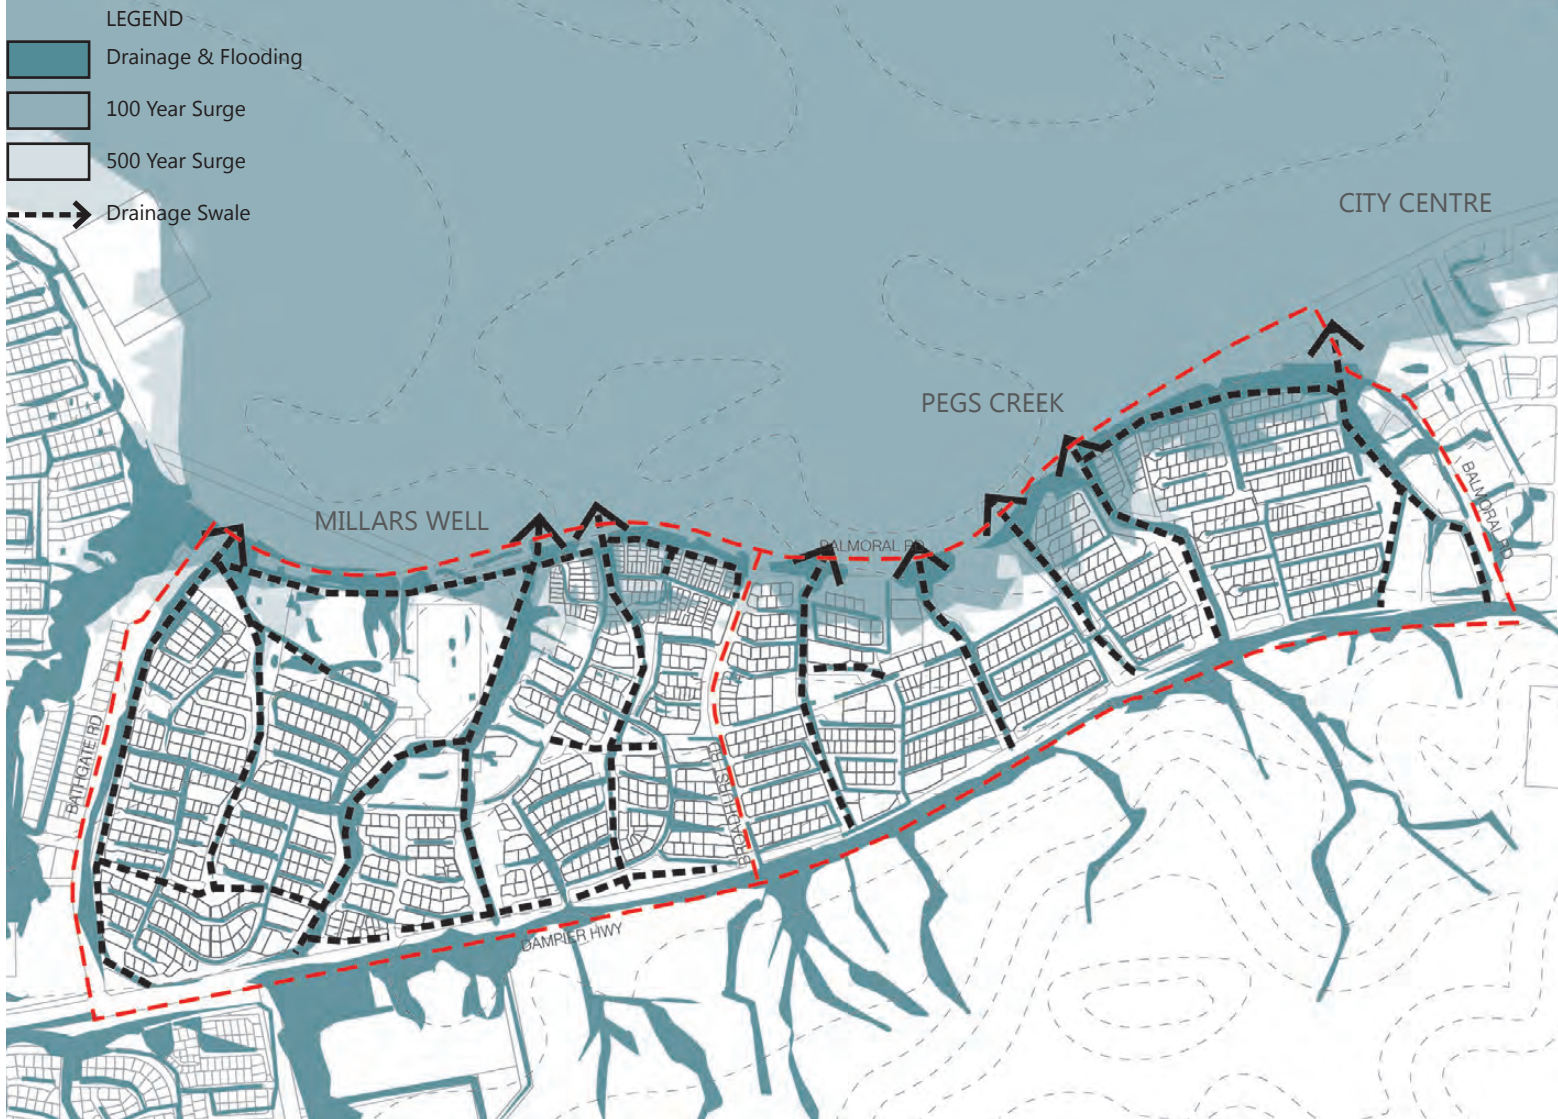 LEGEND
Drainage & Flooding
100 Year Surge
500 Year Surge
Drainage Swale
CITY CENTRE
PEGS CREEK
MILLARS WELL
BALMORAL RD
BALMORAL RD
BATHGATE RD
DAMPIER HWY